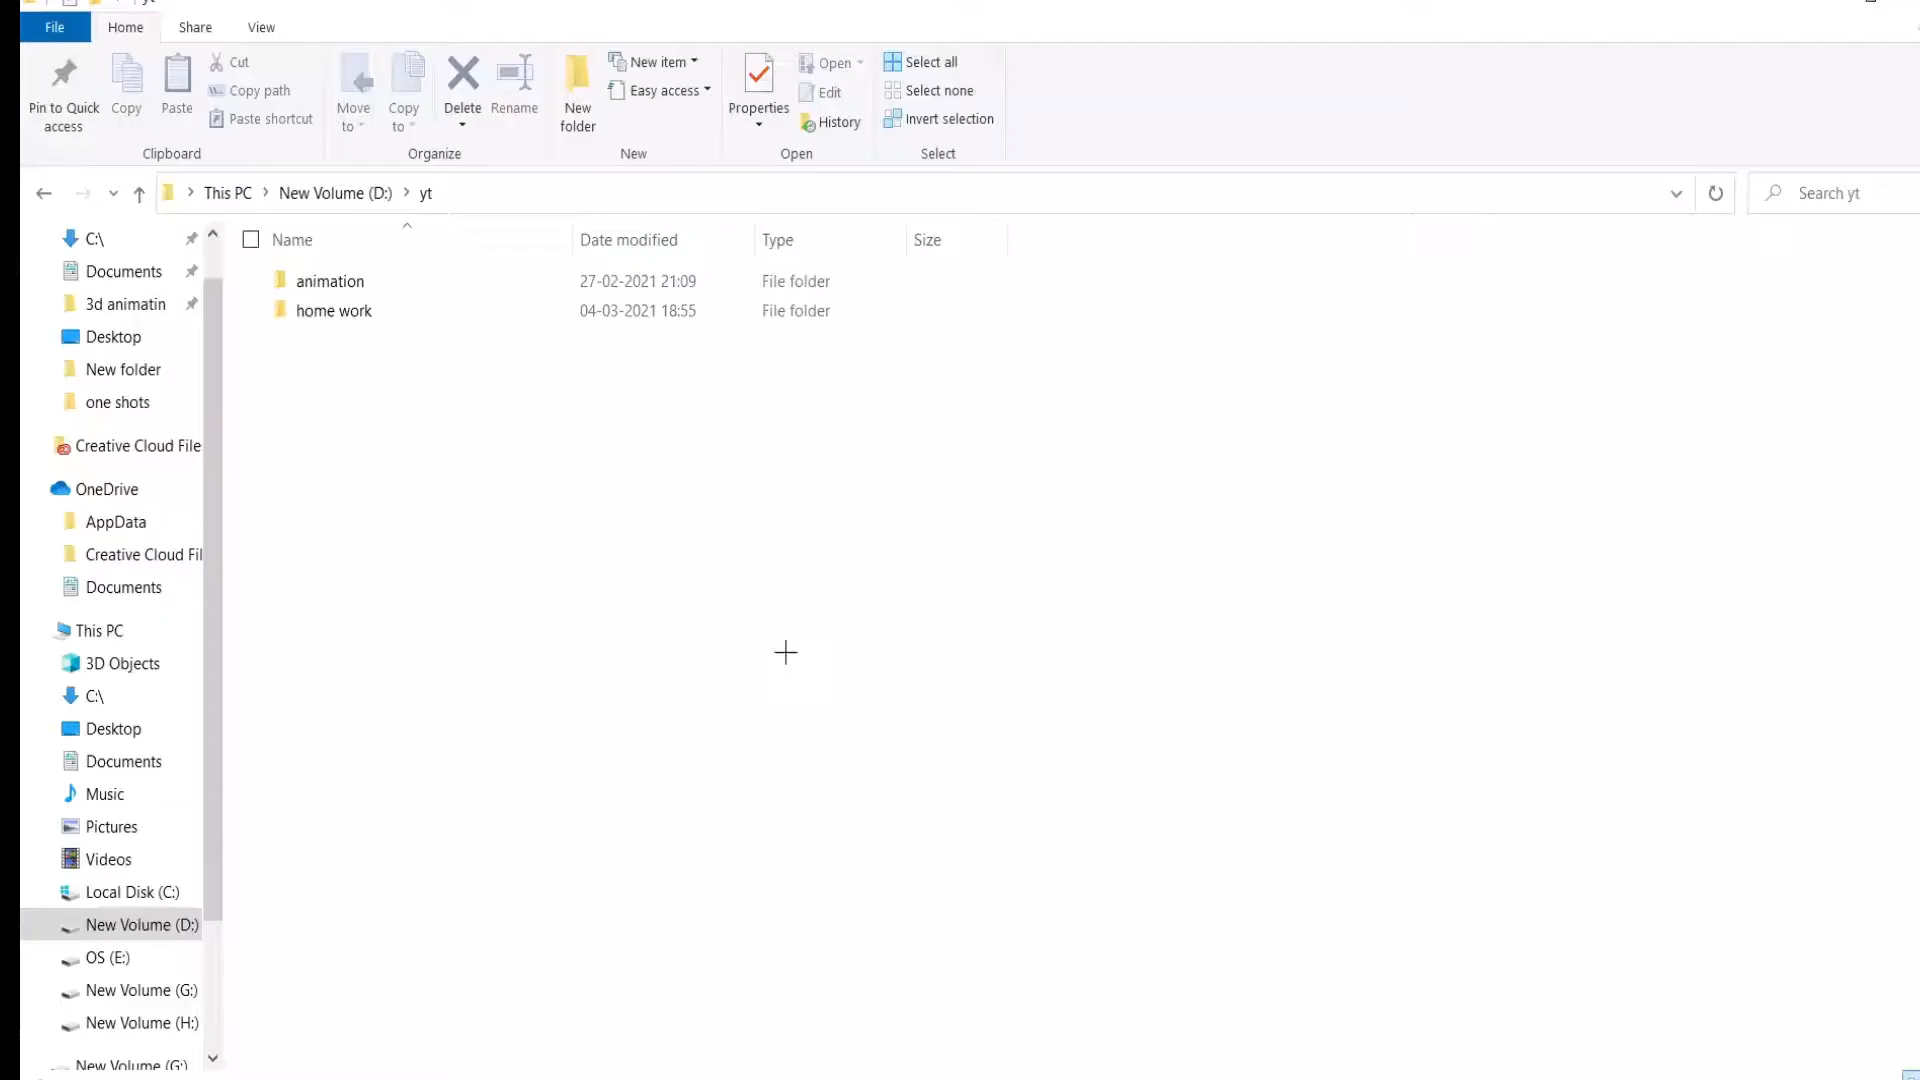 File Home Share View
Pin to Quick access
Copy
Paste
Cut
Copy path
Paste shortcut
Clipboard
Move to
Copy to
Delete
Rename
Organize
New folder
New item
Easy access
New
Properties
Open
Edit
History
Open
Select all
Select none
Invert selection
Select
This PC New Volume (D:) yt
Search yt
Name Date modified Type Size
animation 27-02-2021 21:09 File folder
home work 04-03-2021 18:55 File folder
C:\
Documents
3d animatin
Desktop
New folder
one shots
Creative Cloud File
OneDrive
AppData
Creative Cloud Fil
Documents
This PC
3D Objects
C:\
Desktop
Documents
Music
Pictures
Videos
Local Disk (C:)
New Volume (D:)
OS (E:)
New Volume (G:)
New Volume (H:)
New Volume (G:)